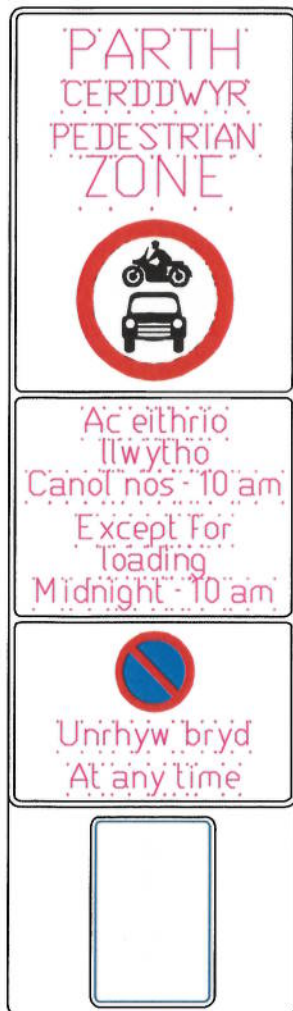 PARTH
CERDDWYR
PEDESTRIAN
ZONE
Ac eithrio
llwytho
Canol nos - 10 am
Except for
loading
Midnight - 10 am
Unrhyw bryd
At any time